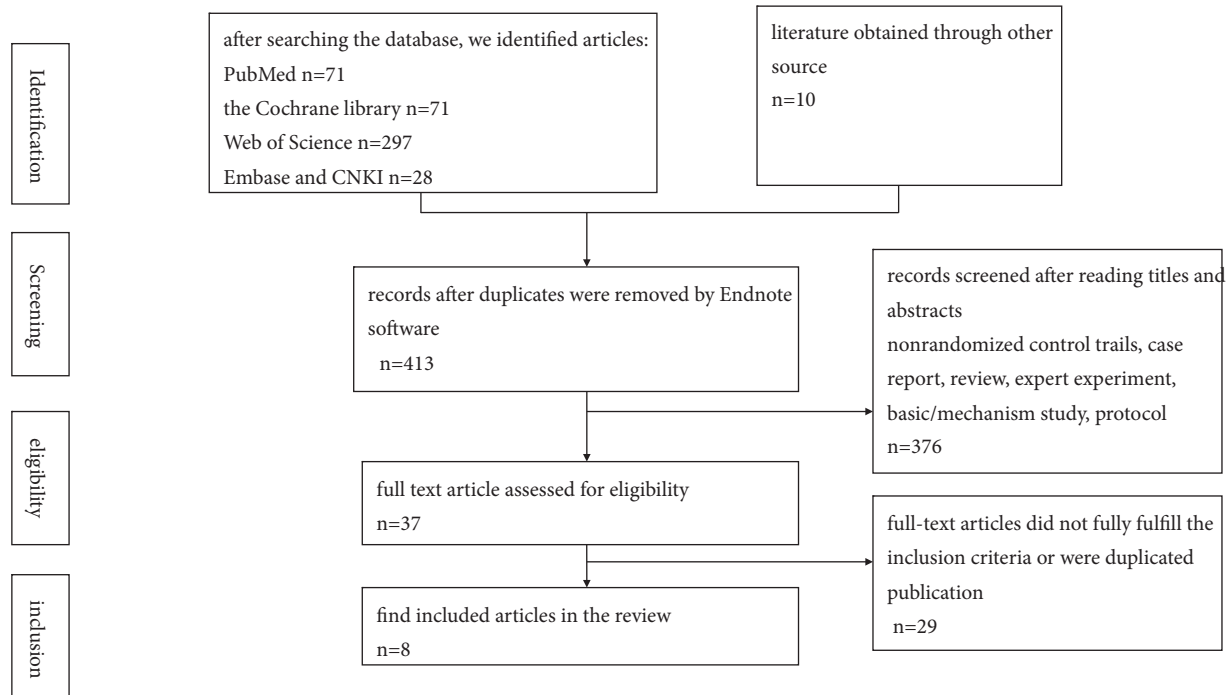 Identification
after searching the database, we identified articles:
PubMed n=71
the Cochrane library n=71
Web of Science n=297
Embase and CNKI n=28
literature obtained through other
source
n=10
Screening
records after duplicates were removed by Endnote
software
n=413
records screened after reading titles and
abstracts
nonrandomized control trails, case
report, review, expert experiment,
basic/mechanism study, protocol
n=376
eligibility
full text article assessed for eligibility
n=37
full-text articles did not fully fulfill the
inclusion criteria or were duplicated
publication
n=29
inclusion
find included articles in the review
n=8